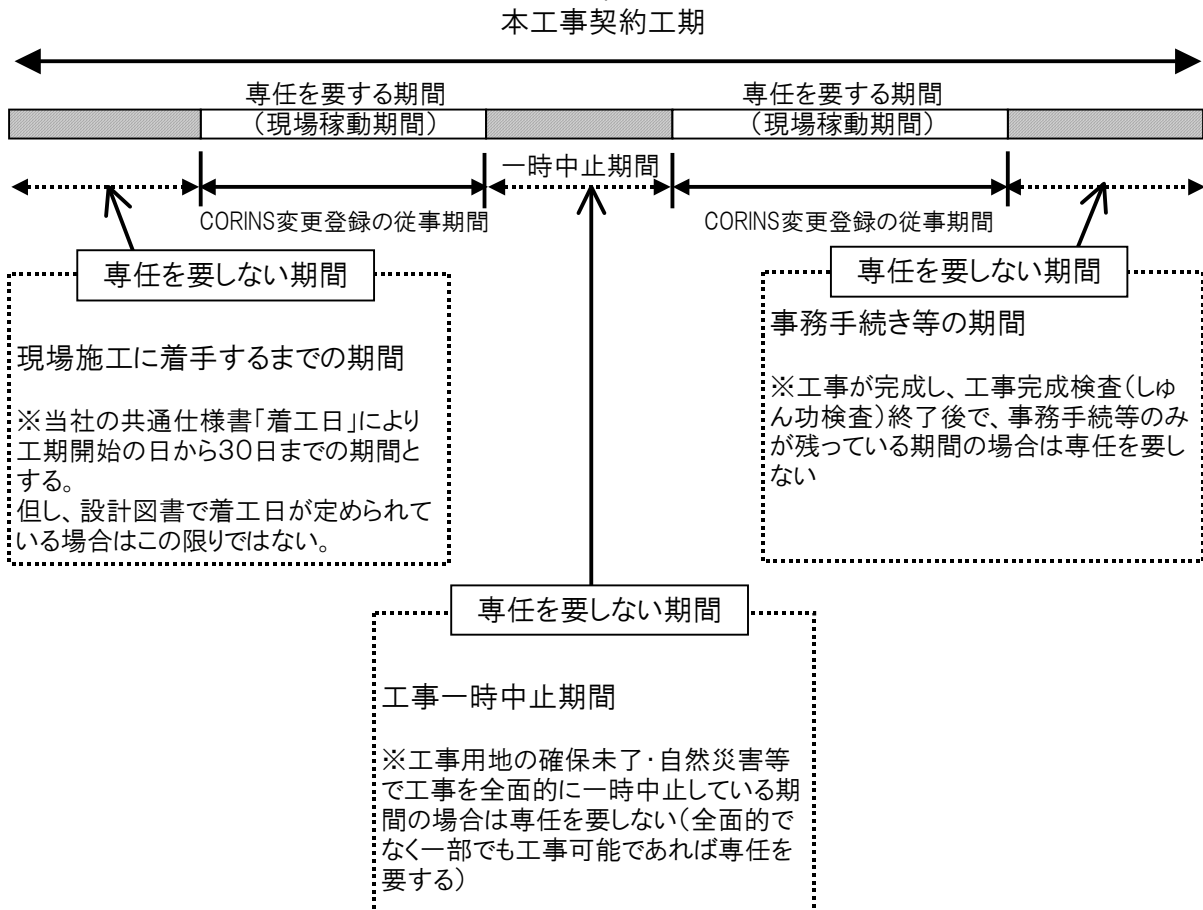 本工事契約工期
専任を要する期間
専任を要する期間
（現場稼動期間）
（現場稼動期間）
一時中止期間
CORINS変更登録の従事期間
CORINS変更登録の従事期間
専任を要しない期間
現場施工に着手するまでの期間
※当社の共通仕様書「着工日」により
工期開始の日から３０日までの期間と
する。
但し、設計図書で着工日が定められて
いる場合はこの限りではない。
専任を要しない期間
事務手続き等の期間
※工事が完成し、工事完成検査（しゅ
ん功検査）終了後で、事務手続等のみ
が残っている期間の場合は専任を要し
ない
専任を要しない期間
工事一時中止期間
※工事用地の確保未了・自然災害等
で工事を全面的に一時中止している期
間の場合は専任を要しない（全面的で
なく一部でも工事可能であれば専任を
要する）